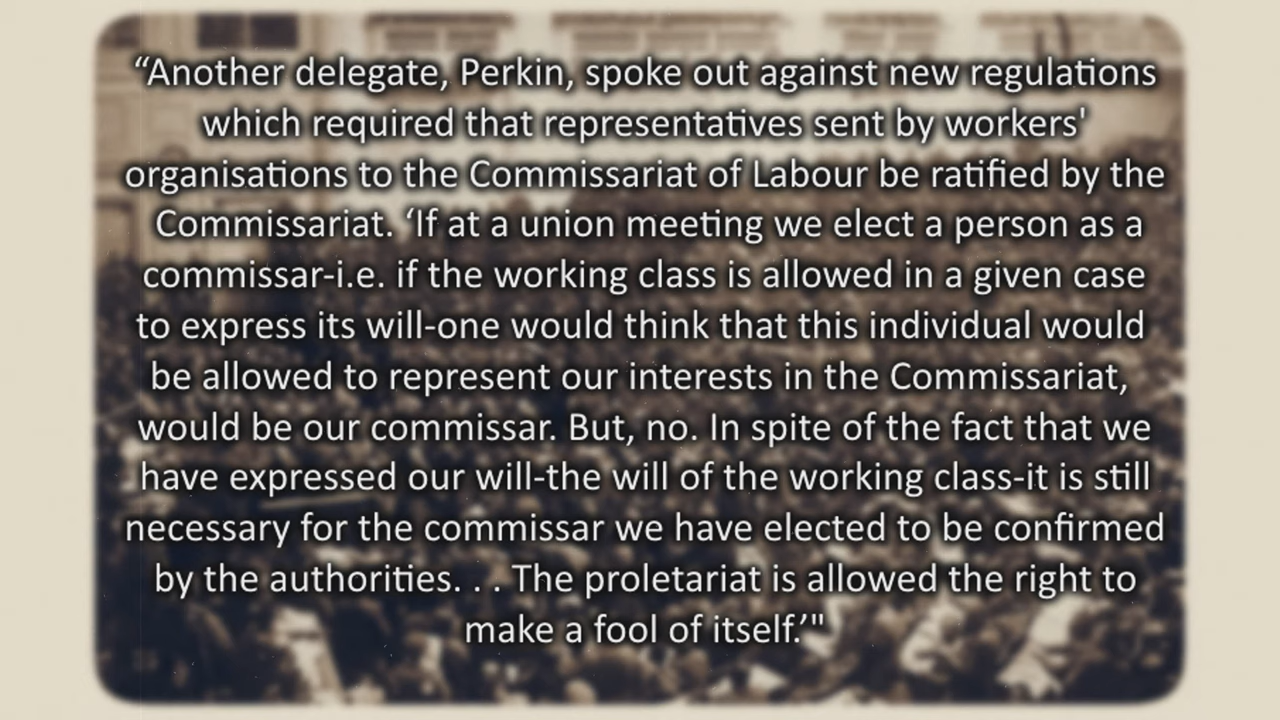 “Another delegate, Perkin, spoke out against new regulations
which required that representatives sent by workers'
organisations to the Commissariat of Labour be ratified by the
Commissariat. ‘If at a union meeting we elect a person as a
commissar-i.e. if the working class is allowed in a given case
to express its will-one would think that this individual would
be allowed to represent our interests in the Commissariat,
would be our commissar. But, no. In spite of the fact that we
have expressed our will-the will of the working class-it is still
necessary for the commissar we have elected to be confirmed
by the authorities. . . The proletariat is allowed the right to
make a fool of itself.’"